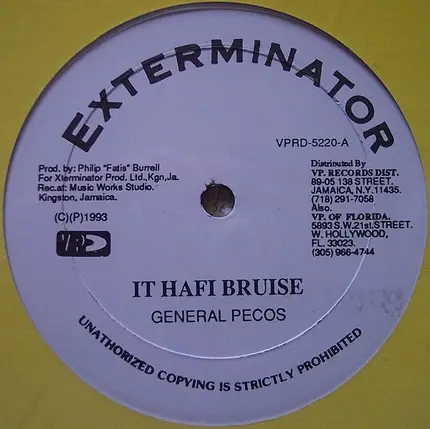 EXTERMINATOR
VPRD-5220-A
Prod. by: Philip "Fatis" Burrell
For Xterminator Prod. Ltd.,Kgn,Ja.
Rec.at: Music Works Studio.
Kingston, Jamaica.
(C)(P)1993
VP
Distributed By
VP. RECORDS DIST.
89-05 138 STREET.
JAMAICA, N.Y.11435.
(718) 291-7058
Also.
VP. OF FLORIDA.
5893 S.W.21st.STREET.
W. HOLLYWOOD,
FL. 33023.
(305) 966-4744
IT HAFI BRUISE
GENERAL PECOS
UNATHORIZED COPYING IS STRICTLY PROHIBITED